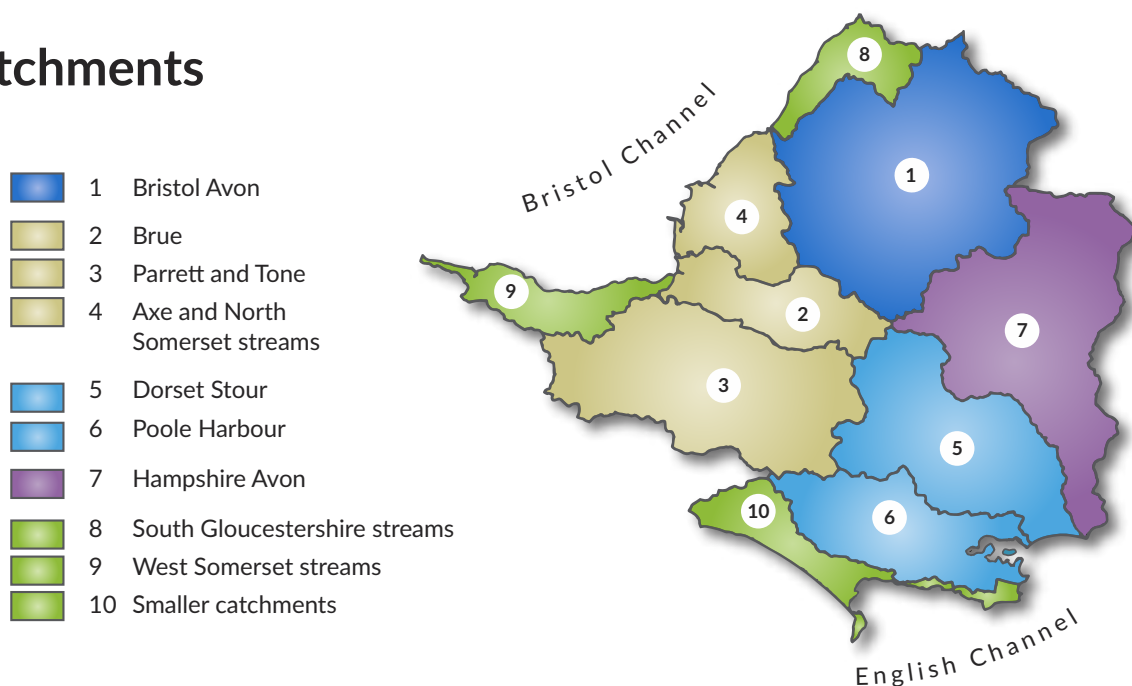 tchments
1 Bristol Avon
2 Brue
3 Parrett and Tone
4 Axe and North
Somerset streams
5 Dorset Stour
6 Poole Harbour
7 Hampshire Avon
8 South Gloucestershire streams
9 West Somerset streams
10 Smaller catchments
Bristol Channel
8
1
4
9
2
7
3
5
10
6
English Channel